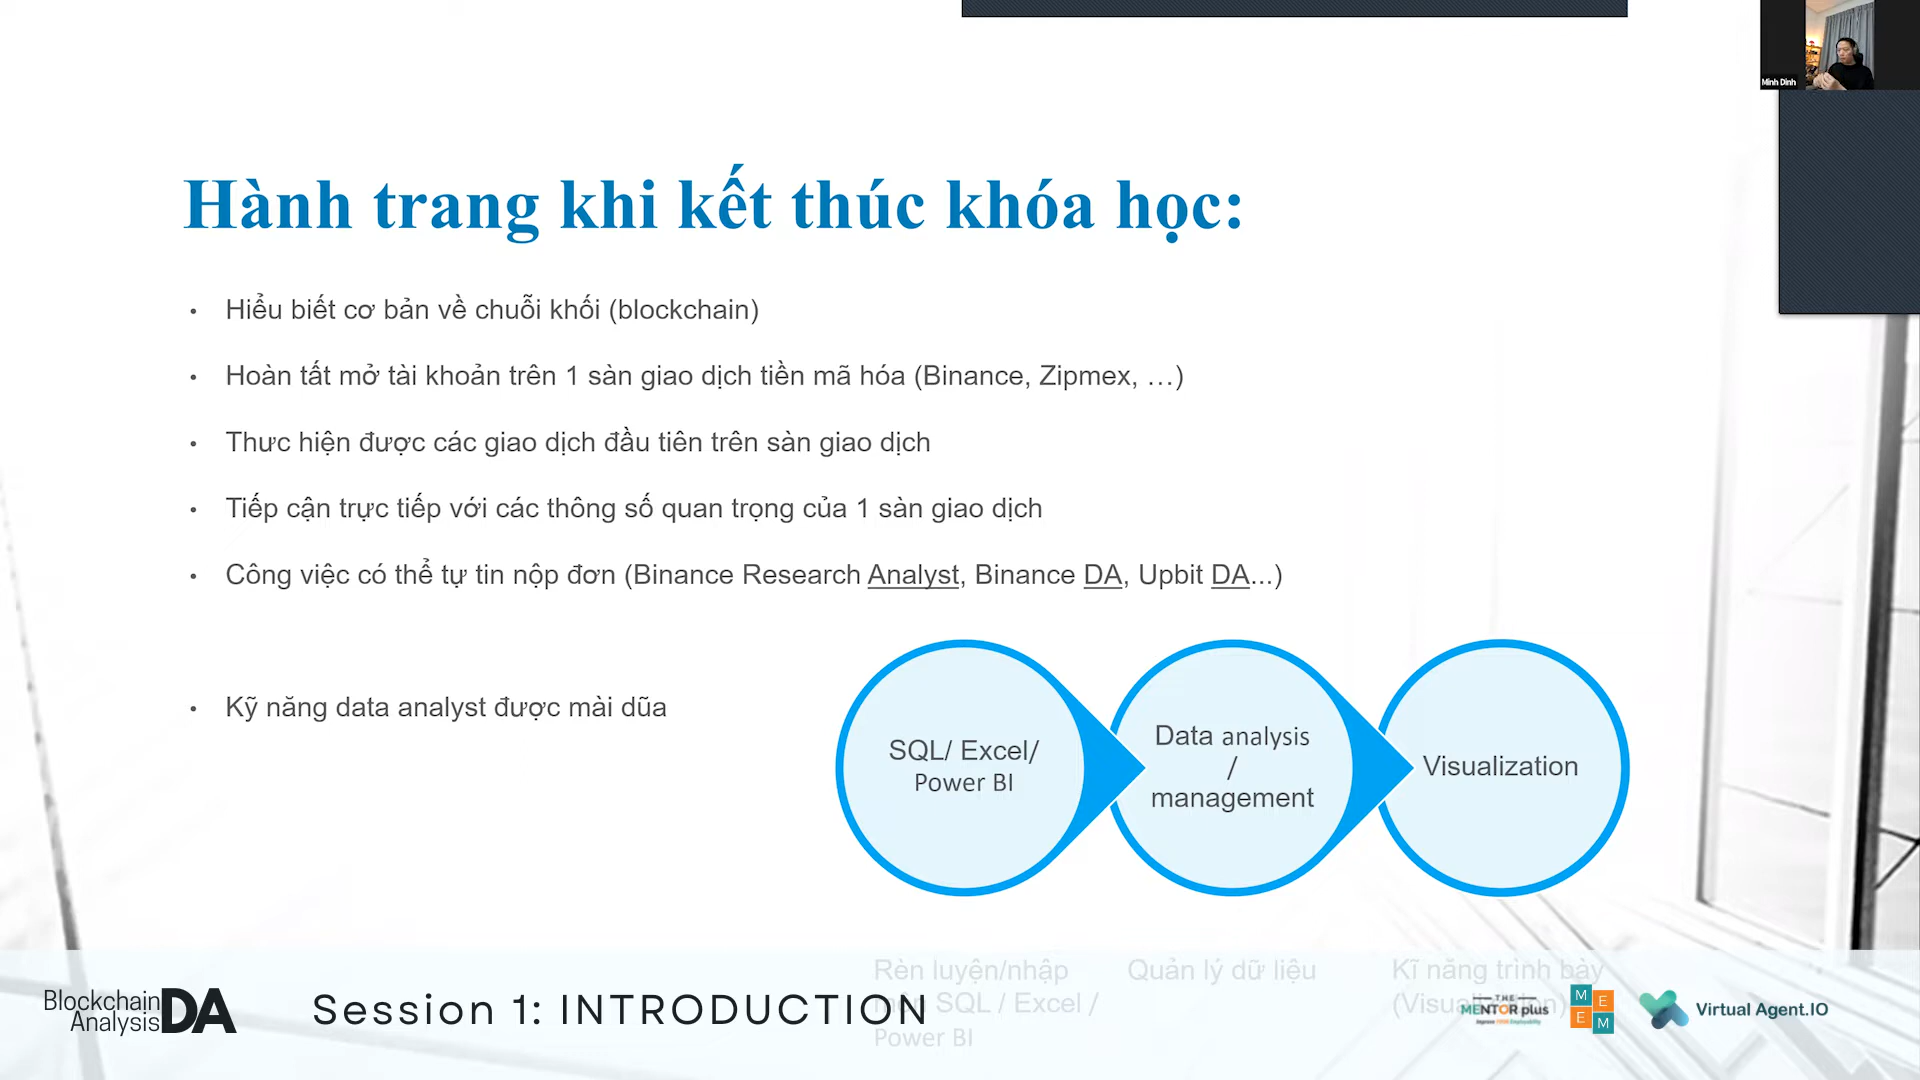 Minh Dinh
Hành trang khi kết thúc khóa học:
• Hiểu biết cơ bản về chuỗi khối (blockchain)
• Hoàn tất mở tài khoản trên 1 sàn giao dịch tiền mã hóa (Binance, Zipmex, …)
• Thưc hiện được các giao dịch đầu tiên trên sàn giao dịch
• Tiếp cận trực tiếp với các thông số quan trọng của 1 sàn giao dịch
• Công việc có thể tự tin nộp đơn (Binance Research Analyst, Binance DA, Upbit DA...)
• Kỹ năng data analyst được mài dũa
SQL/ Excel/
Power BI
Data analysis
/
management
Visualization
Rèn luyện/nhập
môn SQL / Excel /
Power BI
Quản lý dữ liệu
Kĩ năng trình bày
(Visualization)
Blockchain
Analysis DA
Session 1: INTRODUCTION
THE
MENTOR plus
M E
E M
Virtual Agent.IO